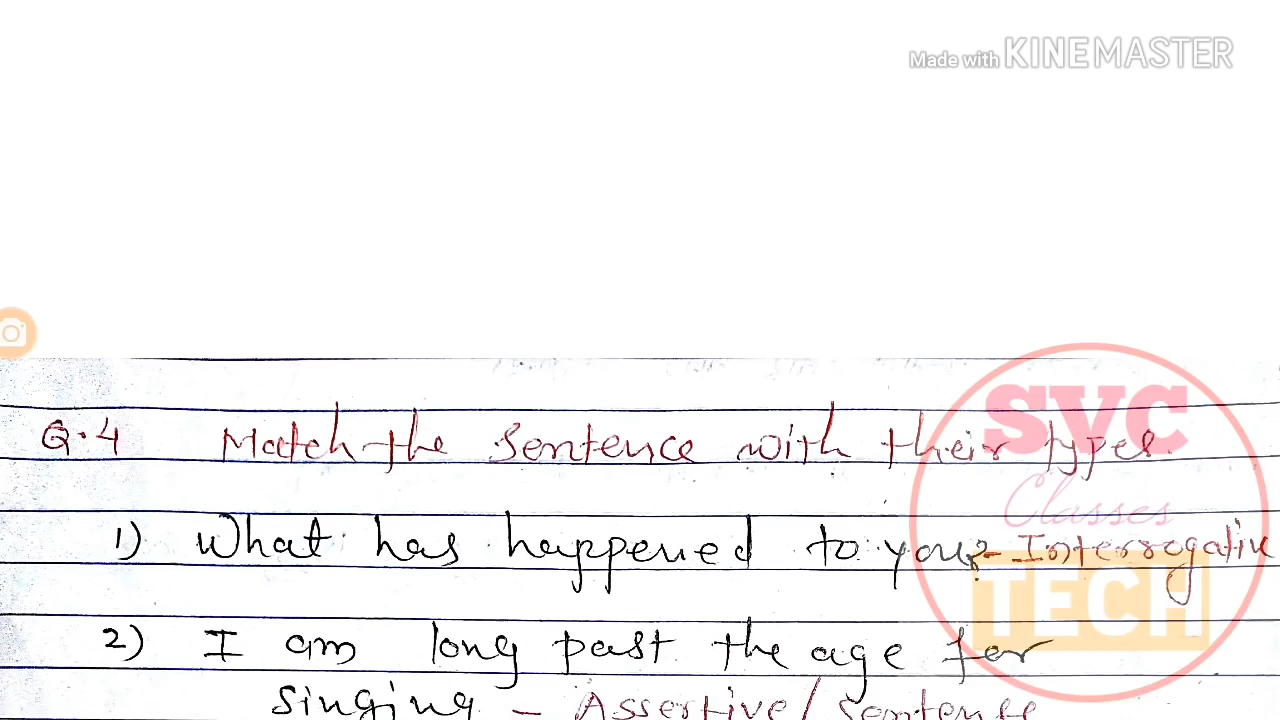 Made with KINEMASTER
Q.4 Match the Sentence with their types.
SVC
Classes
TECH
1) What has happened to you?- Interrogativ
2) I am long past the age for
singing - Assertive/Sentence